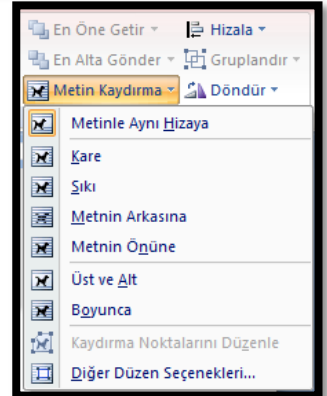 En Öne Getir Hizala
En Alta Gönder Gruplandır
Metin Kaydırma Döndür
Metinle Aynı Hizaya
Kare
Sıkı
Metnin Arkasına
Metnin Önüne
Üst ve Alt
Boyunca
Kaydırma Noktalarını Düzenle
Diğer Düzen Seçenekleri...